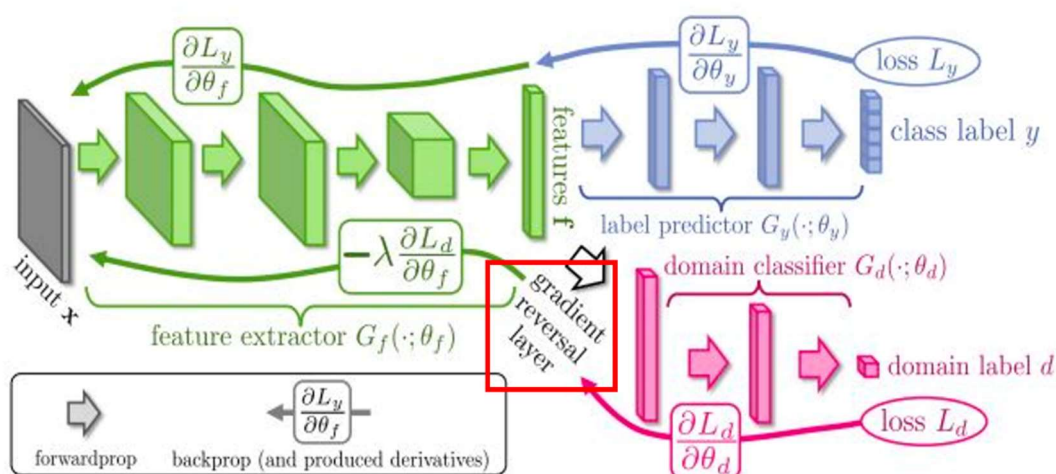 ∂L_y/∂θ_f
∂L_y/∂θ_y
loss L_y
features f
class label y
label predictor G_y(·; θ_y)
−λ ∂L_d/∂θ_f
input x
gradient
reversal
layer
domain classifier G_d(·; θ_d)
feature extractor G_f(·; θ_f)
domain label d
∂L_y/∂θ_f
∂L_d/∂θ_d
loss L_d
forwardprop
backprop (and produced derivatives)